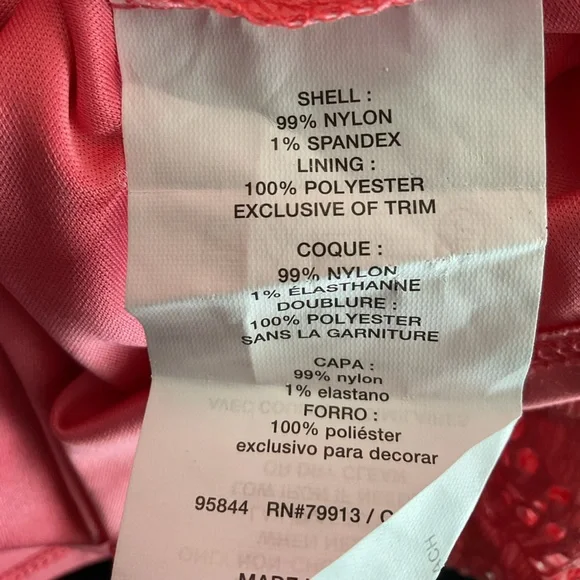 SHELL :
99% NYLON
1% SPANDEX
LINING :
100% POLYESTER
EXCLUSIVE OF TRIM
COQUE :
99% NYLON
1% ÉLASTHANNE
DOUBLURE :
100% POLYESTER
SANS LA GARNITURE
CAPA :
99% nylon
1% elastano
FORRO :
100% poliéster
exclusivo para decorar
95844 RN#79913 / C
MADE